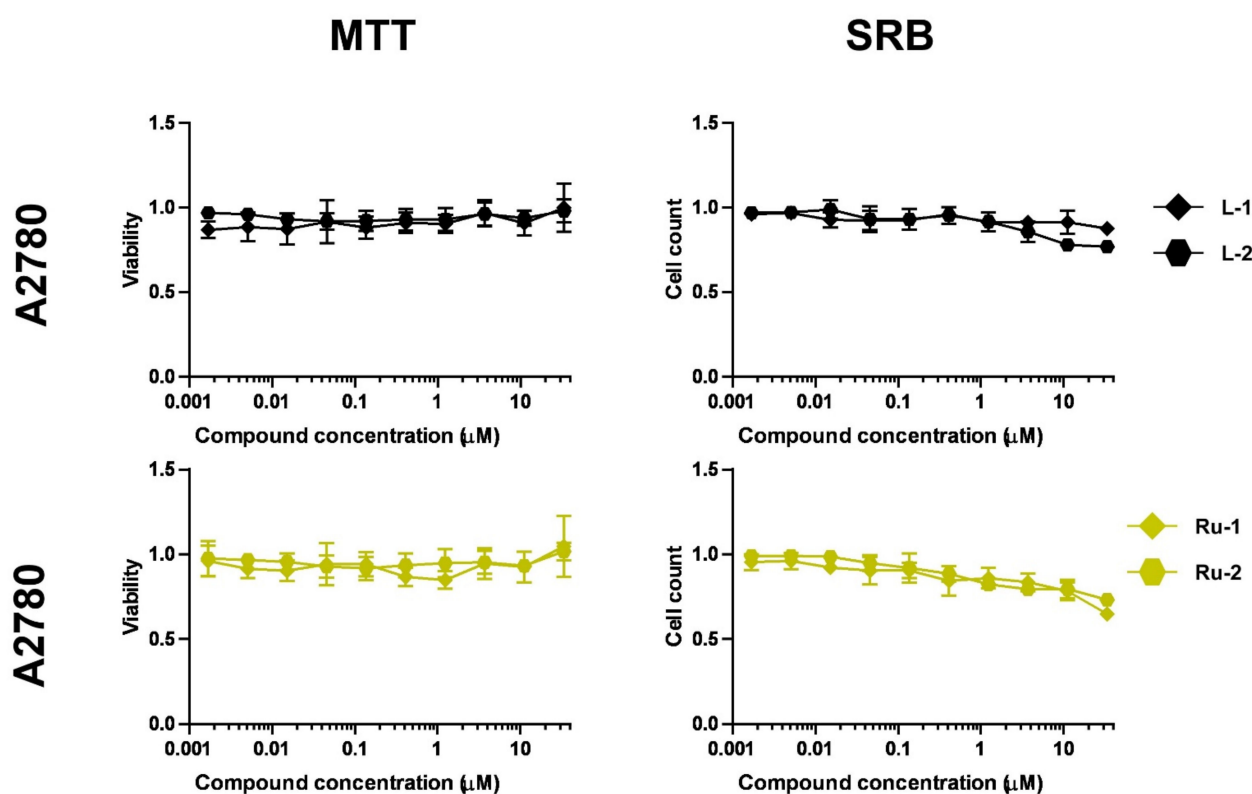 MTT
SRB
A2780
1.5
1.0
0.5
0.0
Viability
0.001 0.01 0.1 1 10
Compound concentration (μM)
1.5
1.0
0.5
0.0
Cell count
0.001 0.01 0.1 1 10
Compound concentration (μM)
L-1
L-2
A2780
1.5
1.0
0.5
0.0
Viability
0.001 0.01 0.1 1 10
Compound concentration (μM)
1.5
1.0
0.5
0.0
Cell count
0.001 0.01 0.1 1 10
Compound concentration (μM)
Ru-1
Ru-2